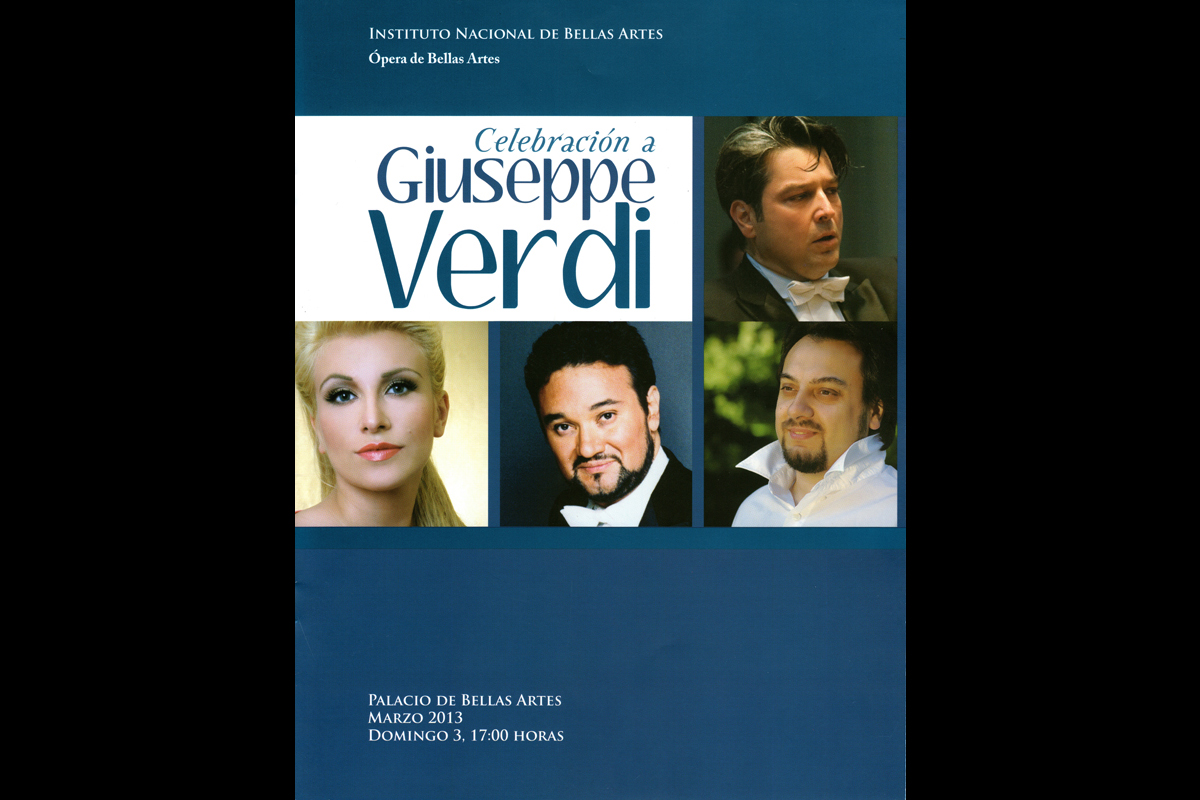 Instituto Nacional de Bellas Artes
Ópera de Bellas Artes
Celebración a
Giuseppe
Verdi
Palacio de Bellas Artes
Marzo 2013
Domingo 3, 17:00 horas